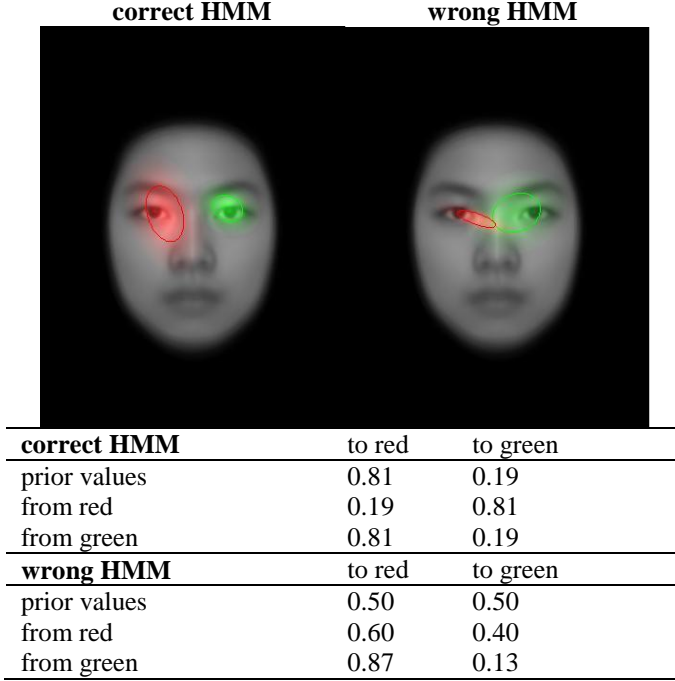 correct HMM wrong HMM
correct HMM to red to green
prior values 0.81 0.19
from red 0.19 0.81
from green 0.81 0.19
wrong HMM to red to green
prior values 0.50 0.50
from red 0.60 0.40
from green 0.87 0.13